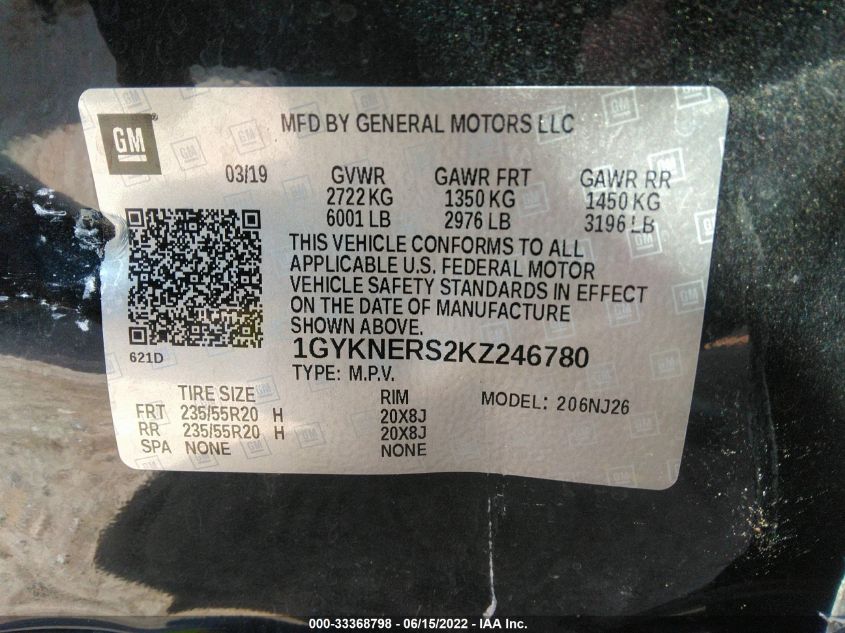 GM
MFD BY GENERAL MOTORS LLC
03/19 GVWR GAWR FRT GAWR RR
2722 KG 1350 KG 1450 KG
6001 LB 2976 LB 3196 LB
THIS VEHICLE CONFORMS TO ALL
APPLICABLE U.S. FEDERAL MOTOR
VEHICLE SAFETY STANDARDS IN EFFECT
ON THE DATE OF MANUFACTURE
SHOWN ABOVE.
621D
1GYKNERS2KZ246780
TYPE: M.P.V.
TIRE SIZE RIM MODEL: 206NJ26
FRT 235/55R20 H 20X8J
RR 235/55R20 H 20X8J
SPA NONE NONE
000-33368798 - 06/15/2022 - IAA Inc.